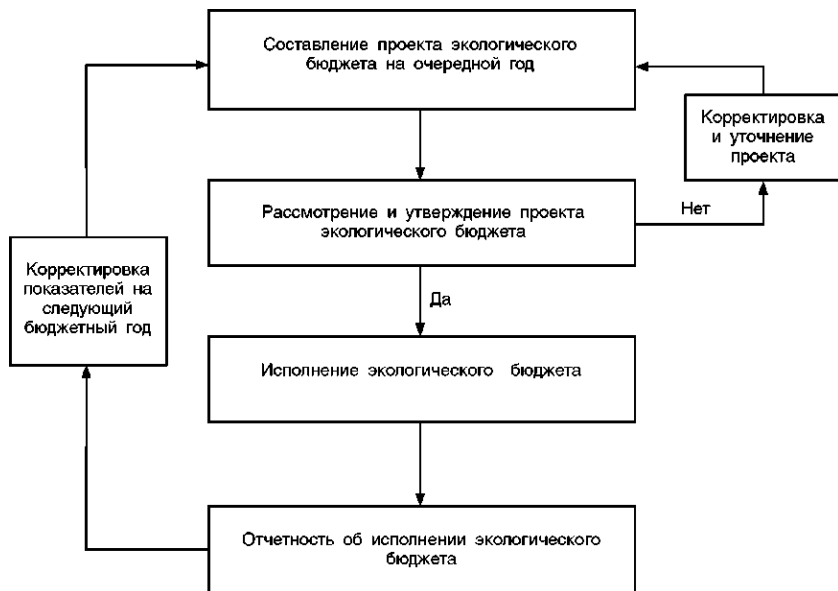 Составление проекта экологического
бюджета на очередной год
Корректировка
и уточнение
проекта
Рассмотрение и утверждение проекта
экологического бюджета
Нет
Корректировка
показателей на
следующий
бюджетный год
Да
Исполнение экологического бюджета
Отчетность об исполнении экологического
бюджета